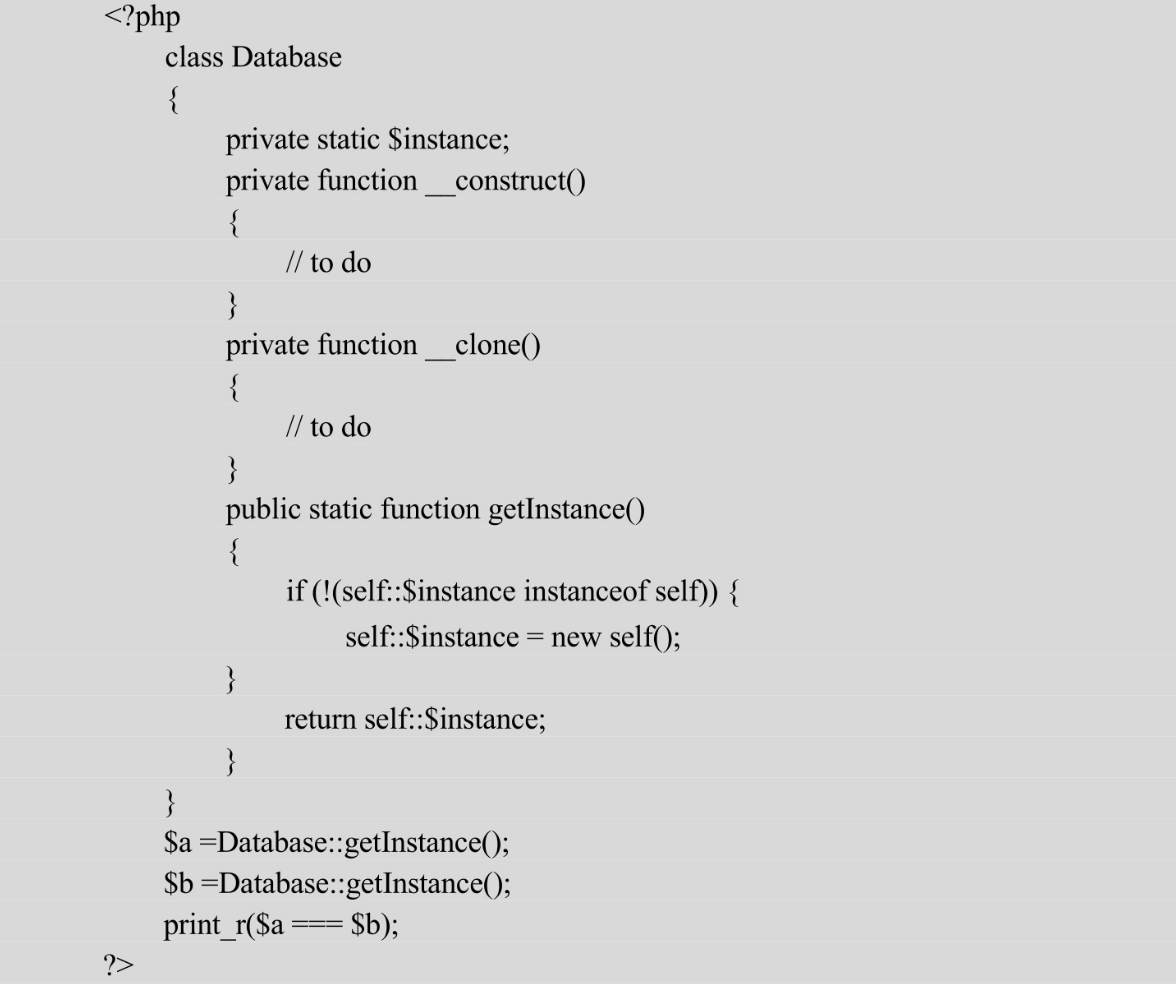 <?php
class Database
{
private static $instance;
private function __construct()
{
// to do
}
private function __clone()
{
// to do
}
public static function getInstance()
{
if (!(self::$instance instanceof self)) {
self::$instance = new self();
}
return self::$instance;
}
}
$a =Database::getInstance();
$b =Database::getInstance();
print_r($a === $b);
?>